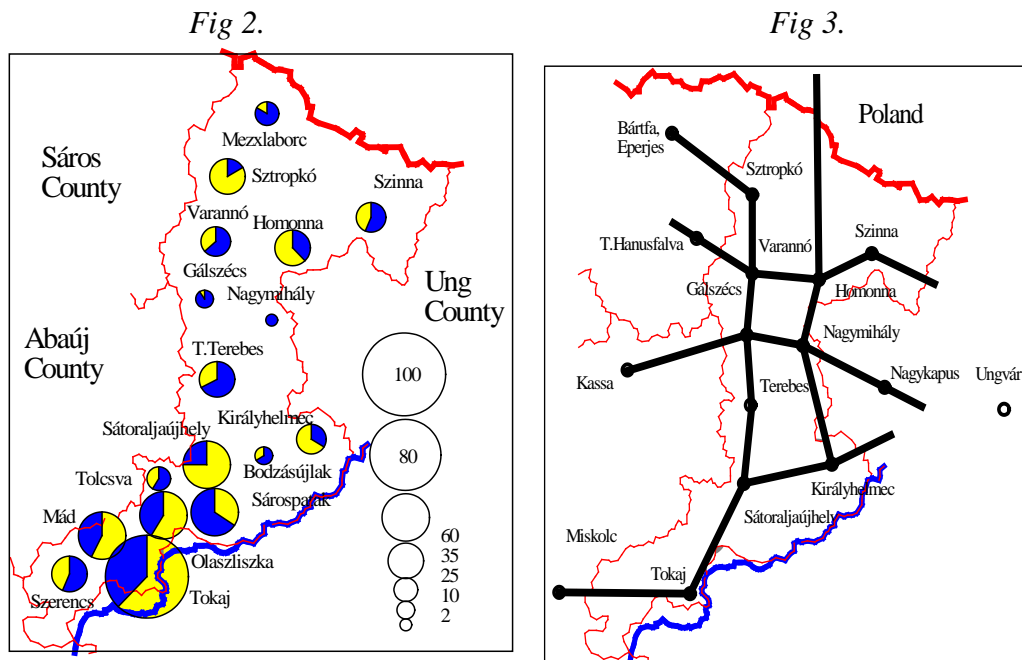 Fig 2.
Mezxlaborc
Sáros
County
Sztropkó
Szinna
Varannó
Homonna
Gálszécs
Nagymihály
Ung
County
Abaúj
County
T.Terebes
100
Királyhelmec
Sátoraljaújhely
80
Tolcsva
Bodzásújlak
Mád
Sárospatak
60
35
25
10
2
Olaszliszka
Tokaj
Szerencs
Fig 3.
Poland
Bártfa,
Eperjes
Sztropkó
T.Hanusfalva
Varannó
Szinna
Gálszécs
Homonna
Nagymihály
Kassa
Terebes
Nagykapus
Ungvár
Királyhelmec
Sátoraljaújhely
Miskolc
Tokaj